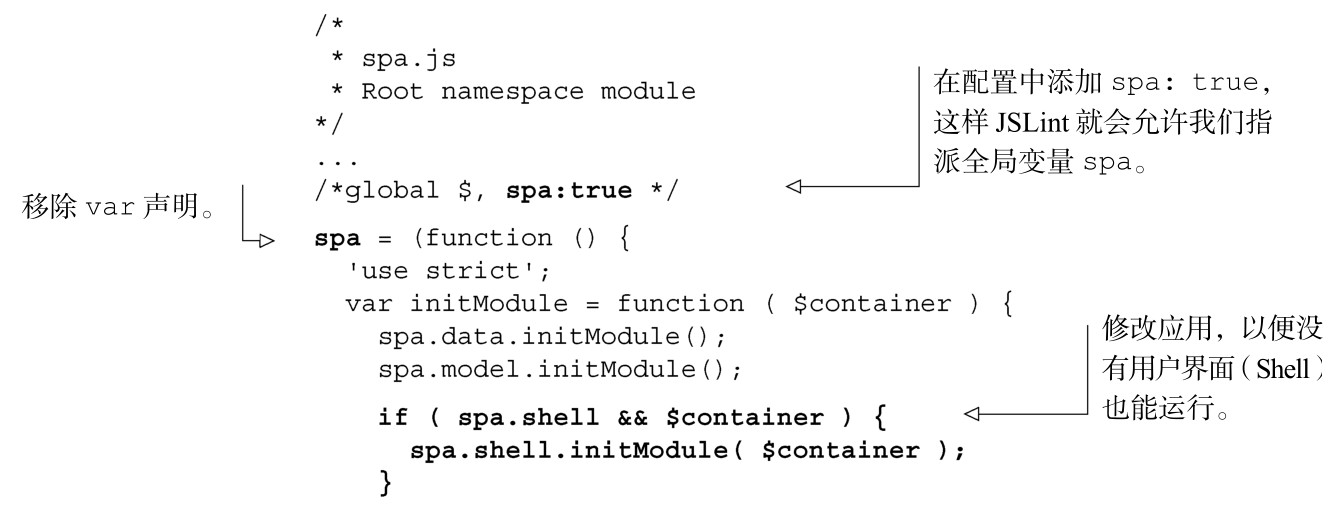 /*
 * spa.js
 * Root namespace module
*/
...
/*global $, spa:true */
在配置中添加 spa: true,
这样 JSLint 就会允许我们指
派全局变量 spa。
移除 var 声明。
spa = (function () {
  'use strict';
  var initModule = function ( $container ) {
    spa.data.initModule();
    spa.model.initModule();
    if ( spa.shell && $container ) {
      spa.shell.initModule( $container );
    }
修改应用，以便没
有用户界面（Shell）
也能运行。